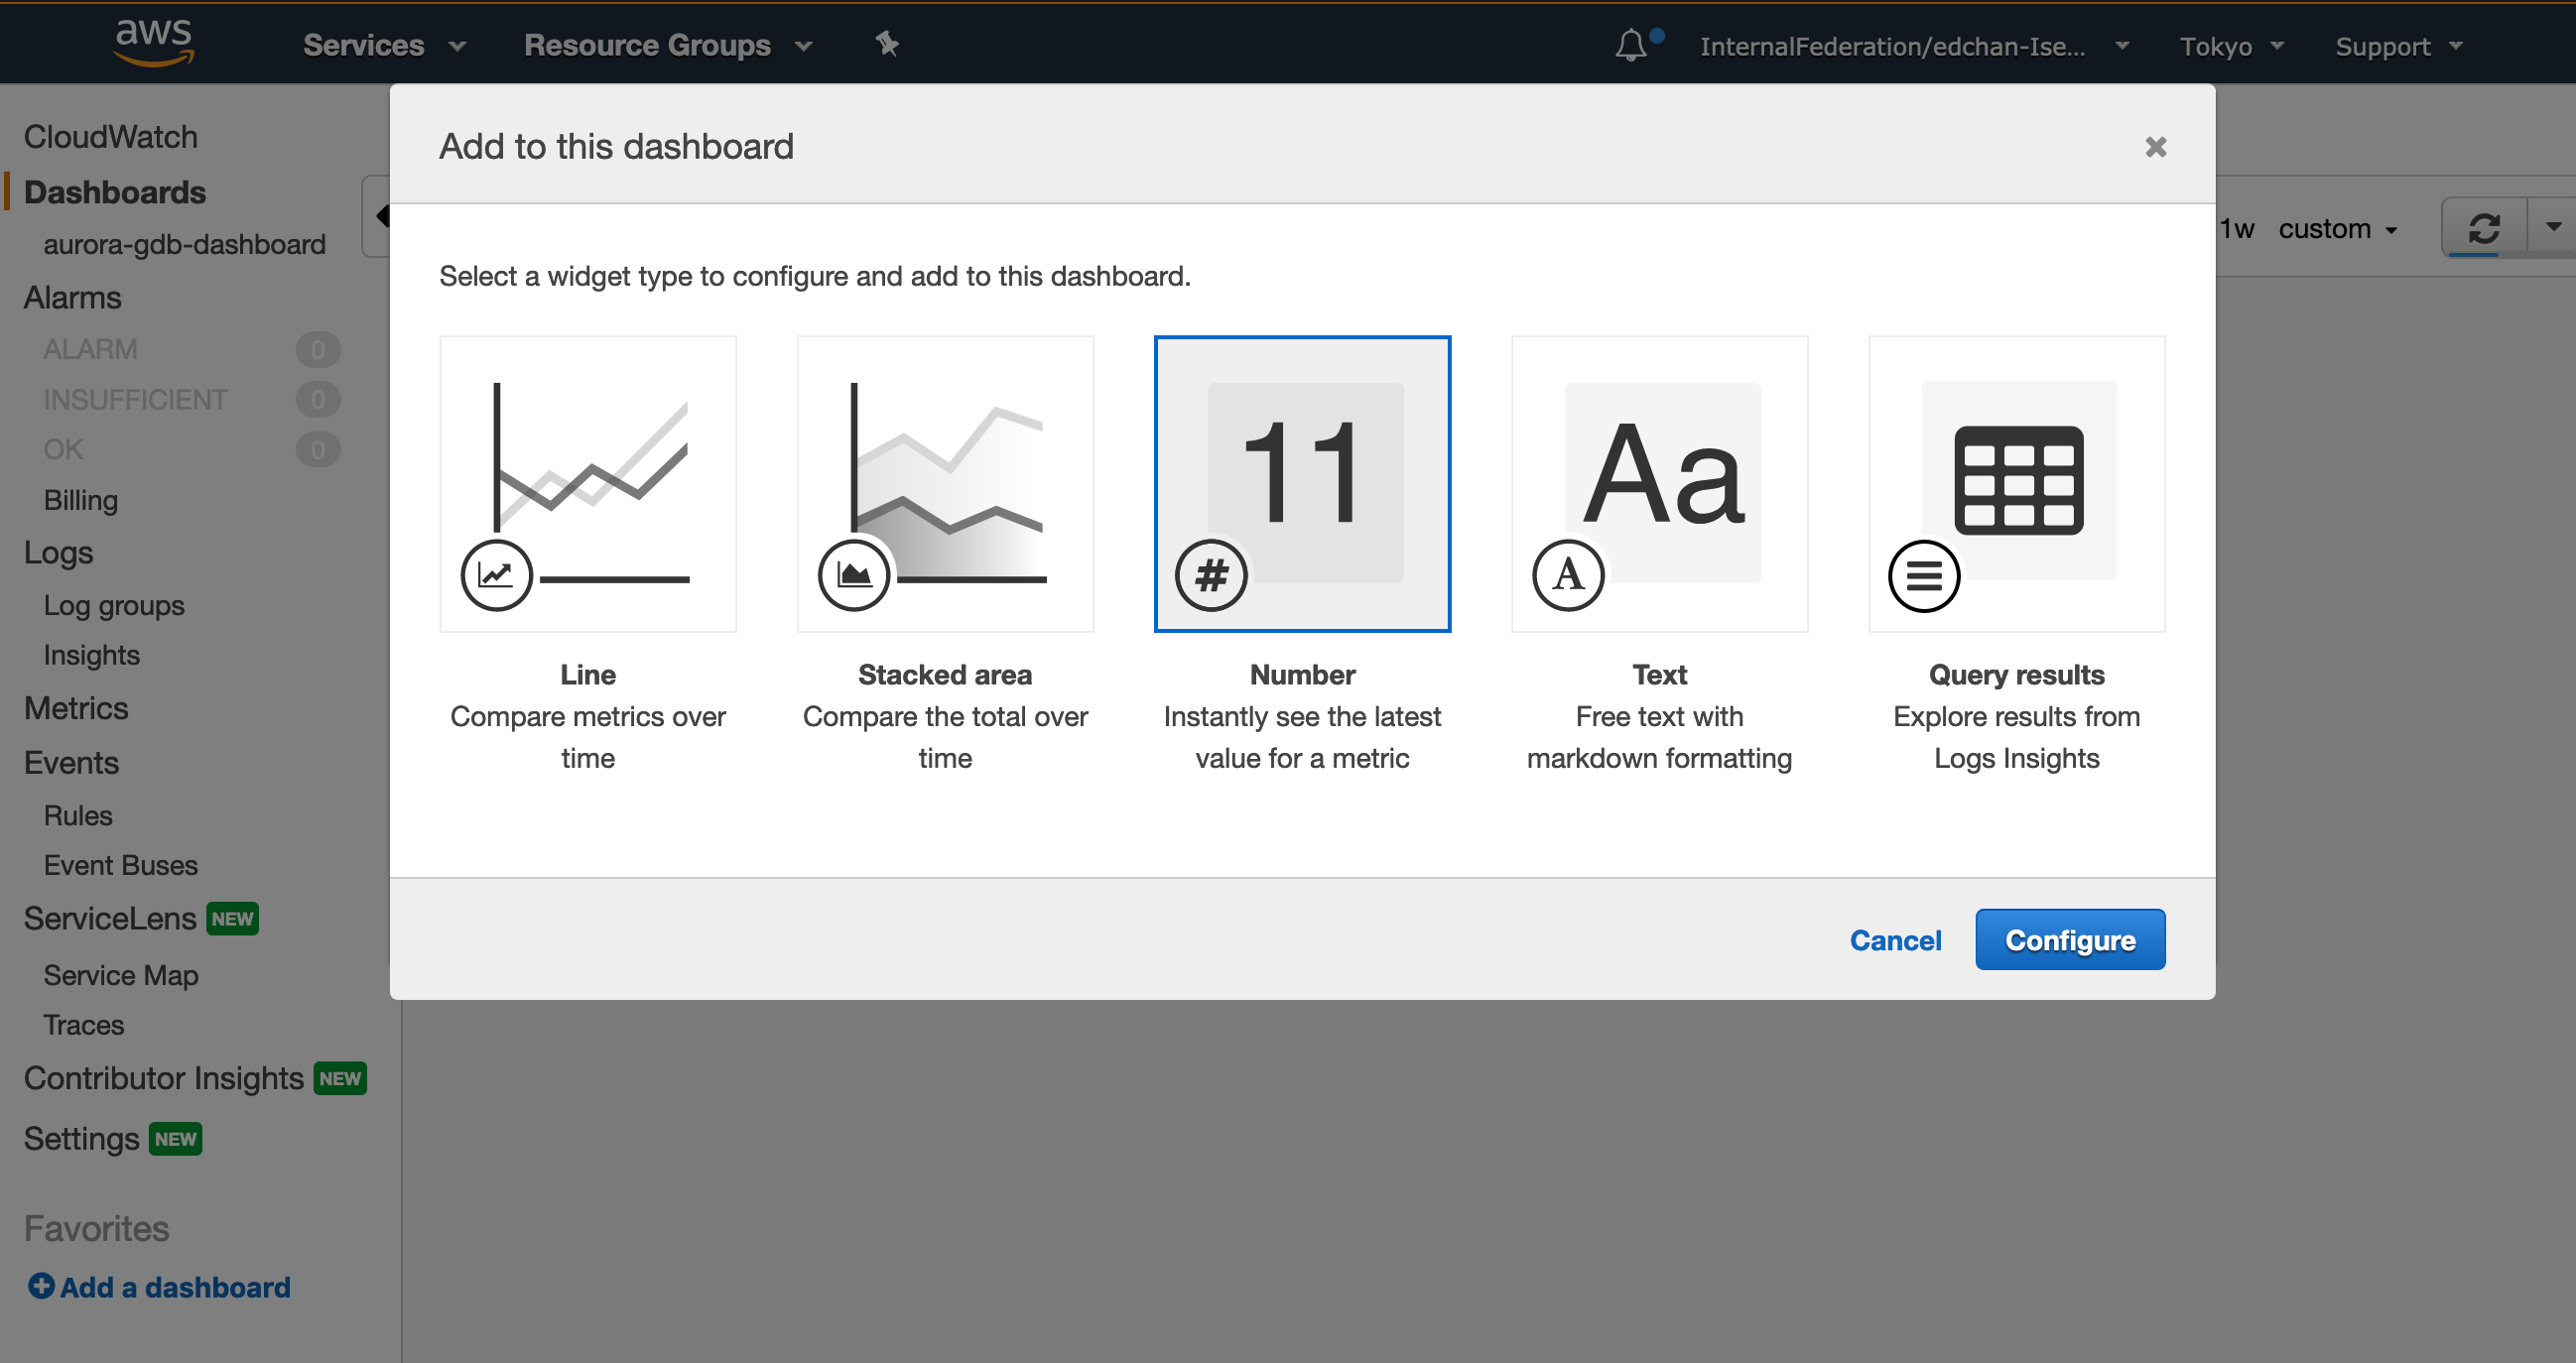 aws
Services
Resource Groups
InternalFederation/edchan-Ise...
Tokyo
Support
CloudWatch
Dashboards
aurora-gdb-dashboard
Alarms
ALARM 0
INSUFFICIENT 0
OK 0
Billing
Logs
Log groups
Insights
Metrics
Events
Rules
Event Buses
ServiceLens NEW
Service Map
Traces
Contributor Insights NEW
Settings NEW
Favorites
Add a dashboard
1w custom
Add to this dashboard
Select a widget type to configure and add to this dashboard.
11
#
Aa
A
Line
Compare metrics over
time
Stacked area
Compare the total over
time
Number
Instantly see the latest
value for a metric
Text
Free text with
markdown formatting
Query results
Explore results from
Logs Insights
Cancel
Configure